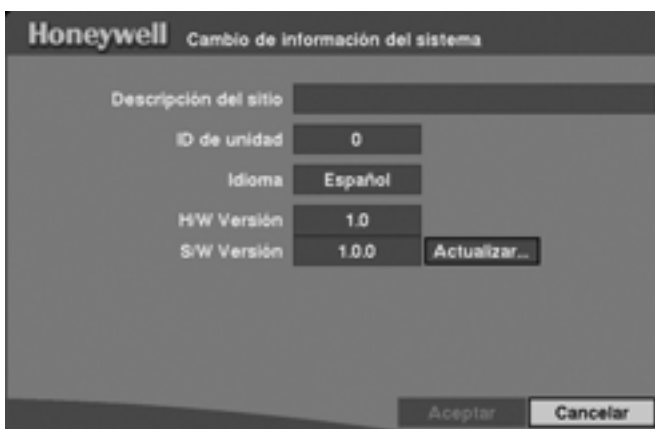 Honeywell Cambio de información del sistema
Descripción del sitio
ID de unidad 0
Idioma Español
H/W Versión 1.0
S/W Versión 1.0.0 Actualizar...
Aceptar Cancelar